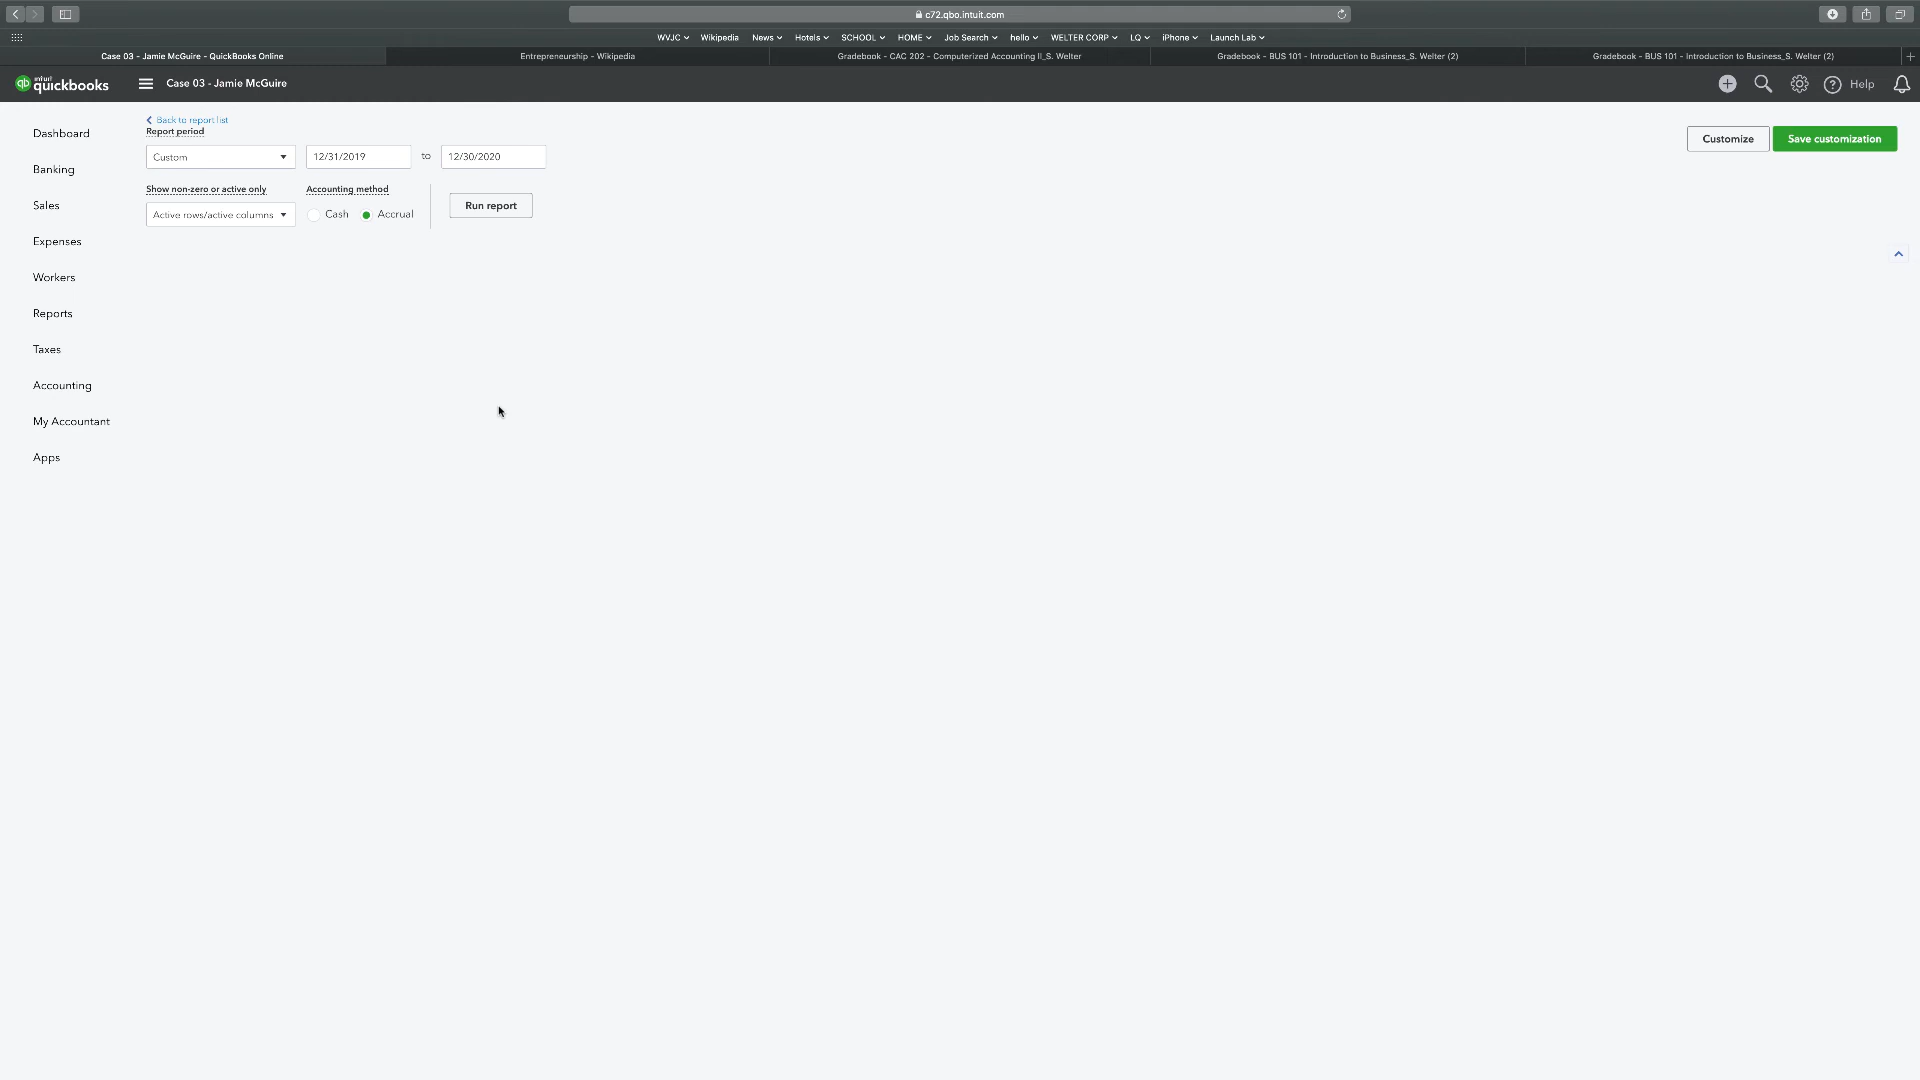 c72.qbo.intuit.com
WVJC Wikipedia News Hotels SCHOOL HOME Job Search hello WELTER CORP LQ iPhone Launch Lab
Case 03 - Jamie McGuire - QuickBooks Online
Entrepreneurship - Wikipedia
Gradebook - CAC 202 - Computerized Accounting II_S. Welter
Gradebook - BUS 101 - Introduction to Business_S. Welter (2)
Gradebook - BUS 101 - Introduction to Business_S. Welter (2)
intuit
qb quickbooks
Case 03 - Jamie McGuire
Help
Dashboard
Banking
Sales
Expenses
Workers
Reports
Taxes
Accounting
My Accountant
Apps
Back to report list
Report period
Custom 12/31/2019 to 12/30/2020
Show non-zero or active only Accounting method
Active rows/active columns Cash Accrual
Run report
Customize
Save customization